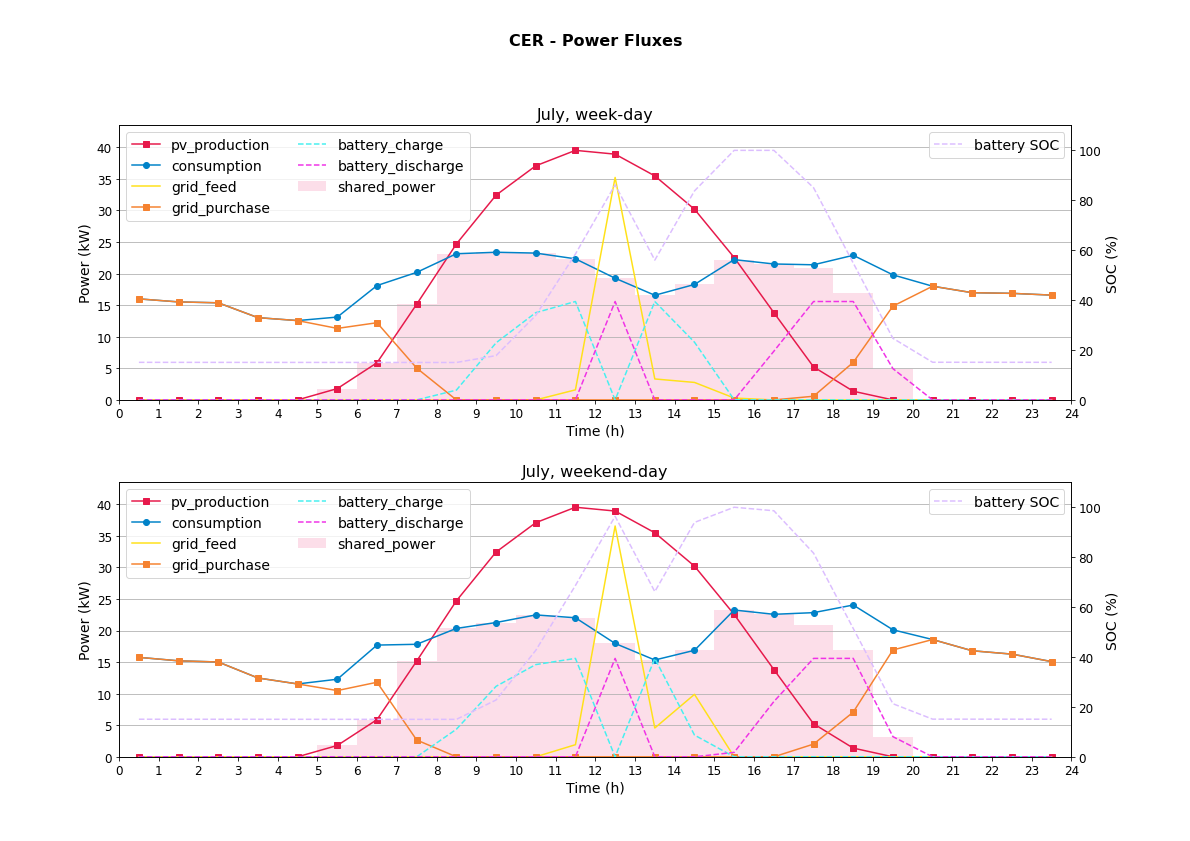 CER - Power Fluxes
July, week-day
pv_production
consumption
grid_feed
grid_purchase
battery_charge
battery_discharge
shared_power
battery SOC
Power (kW)
40
35
30
25
20
15
10
5
0
SOC (%)
100
80
60
40
20
0
0 1 2 3 4 5 6 7 8 9 10 11 12 13 14 15 16 17 18 19 20 21 22 23 24
Time (h)
July, weekend-day
pv_production
consumption
grid_feed
grid_purchase
battery_charge
battery_discharge
shared_power
battery SOC
Power (kW)
40
35
30
25
20
15
10
5
0
SOC (%)
100
80
60
40
20
0
0 1 2 3 4 5 6 7 8 9 10 11 12 13 14 15 16 17 18 19 20 21 22 23 24
Time (h)